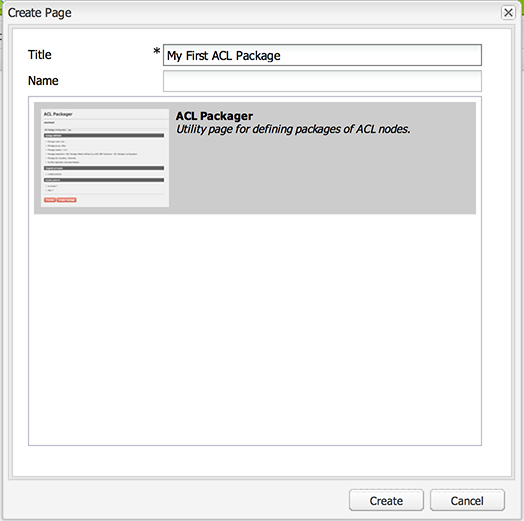 Create Page
Title * My First ACL Package
Name
ACL Packager
ACL Packager
Utility page for defining packages of ACL nodes.
Create Cancel